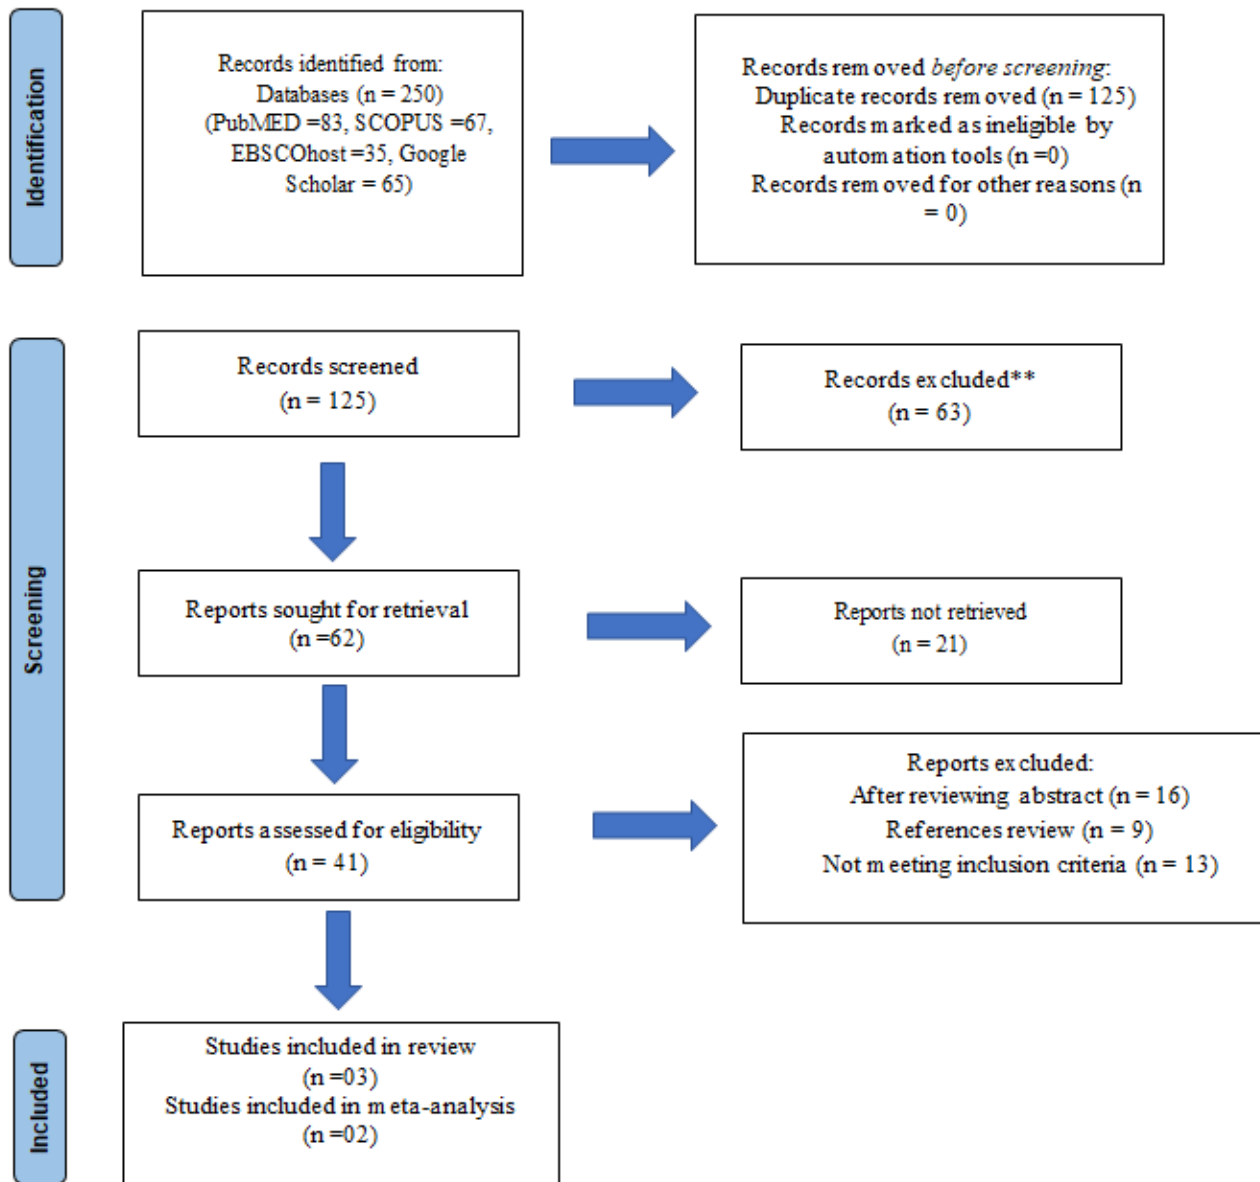 Identification
Records identified from:
Databases (n = 250)
(PubMED =83, SCOPUS =67,
EBSCOhost =35, Google
Scholar = 65)
Records removed before screening:
Duplicate records removed (n = 125)
Records marked as ineligible by
automation tools (n =0)
Records removed for other reasons (n
= 0)
Screening
Records screened
(n = 125)
Records excluded**
(n = 63)
Reports sought for retrieval
(n =62)
Reports not retrieved
(n = 21)
Reports assessed for eligibility
(n = 41)
Reports excluded:
After reviewing abstract (n = 16)
References review (n = 9)
Not meeting inclusion criteria (n = 13)
Included
Studies included in review
(n =03)
Studies included in meta-analysis
(n =02)